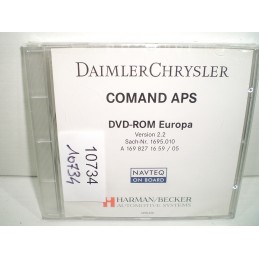 DAIMLERCHRYSLER
COMAND APS
DVD-ROM Europa
Version 2.2
Sach-Nr. 1695.010
A 169 827 16 59 / 05
NAVTEQ
ON BOARD
HARMAN/BECKER
AUTOMOTIVE SYSTEMS
10734
10734